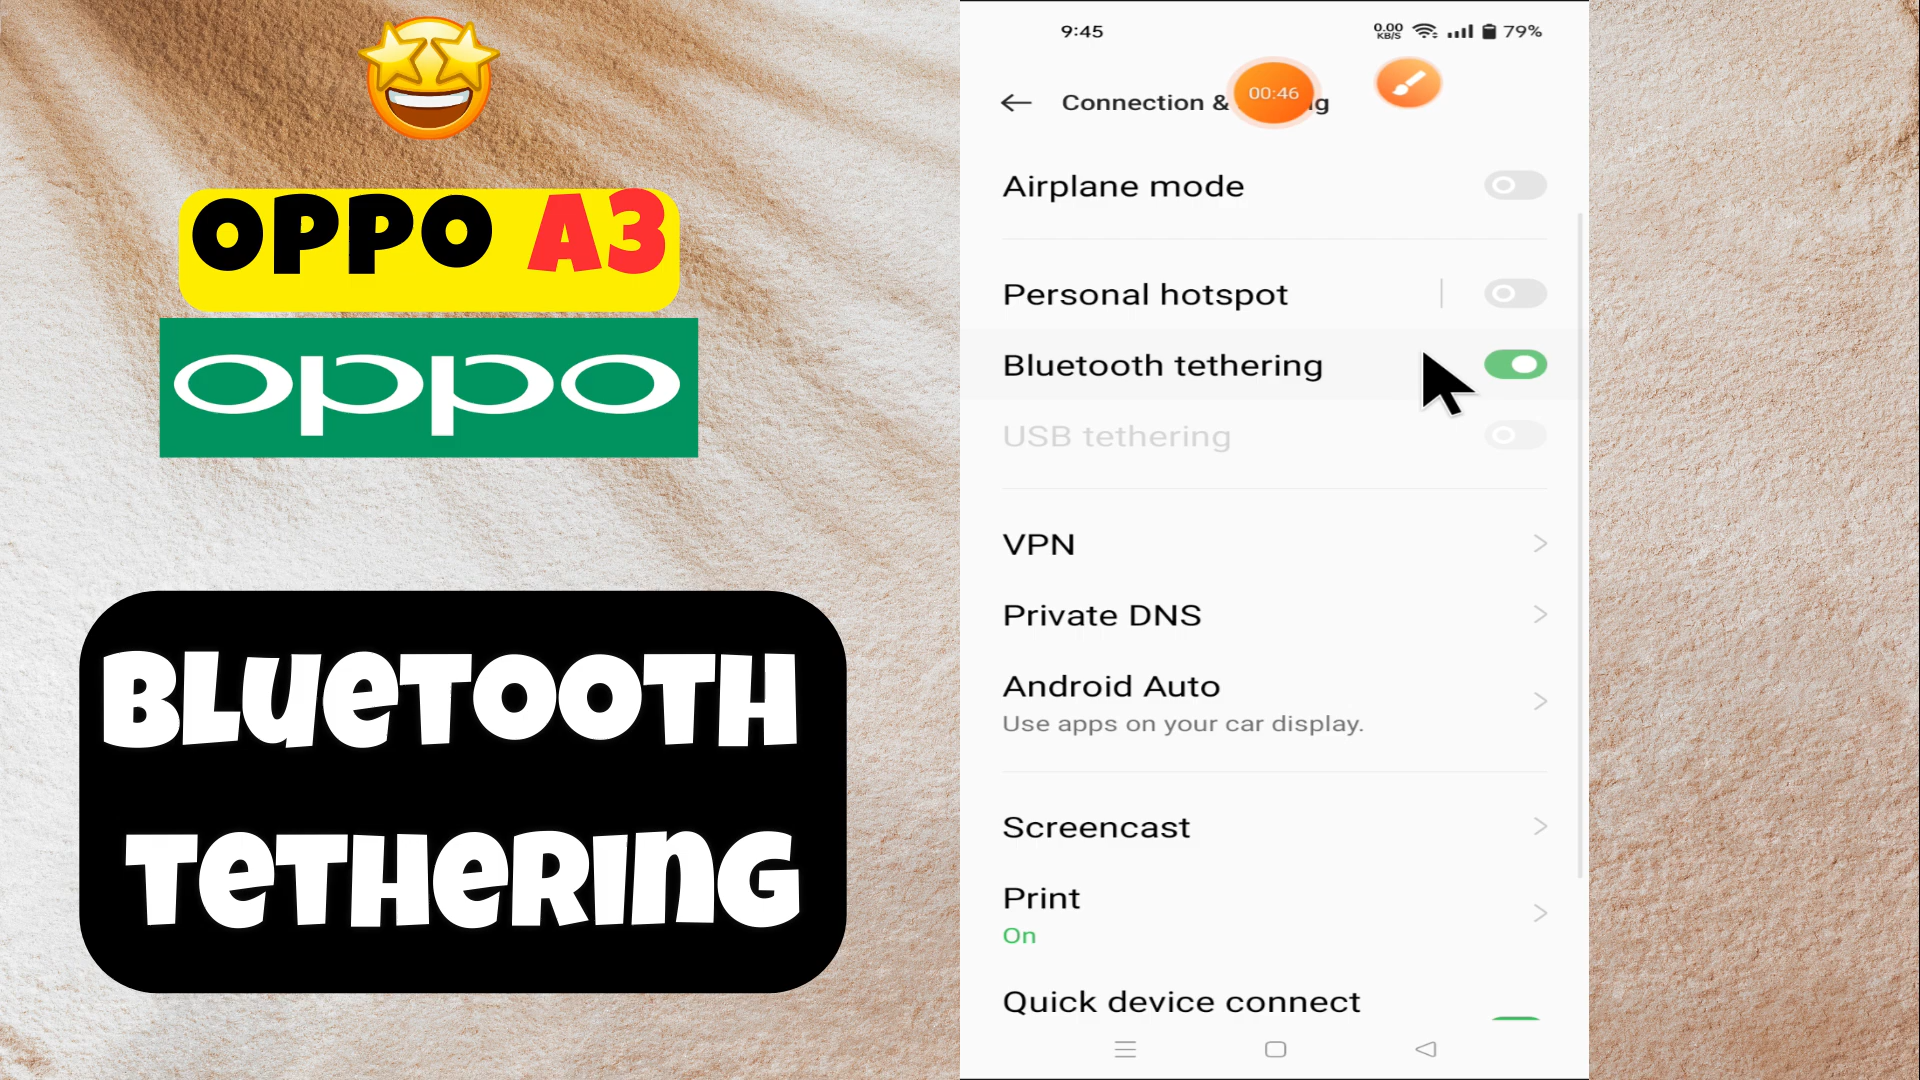 OPPO A3
oppo
BLUETOOTH
TETHERING
9:45
0.00
KB/S
79%
Connection &
g
00:46
Airplane mode
Personal hotspot
Bluetooth tethering
USB tethering
VPN
Private DNS
Android Auto
Use apps on your car display.
Screencast
Print
On
Quick device connect